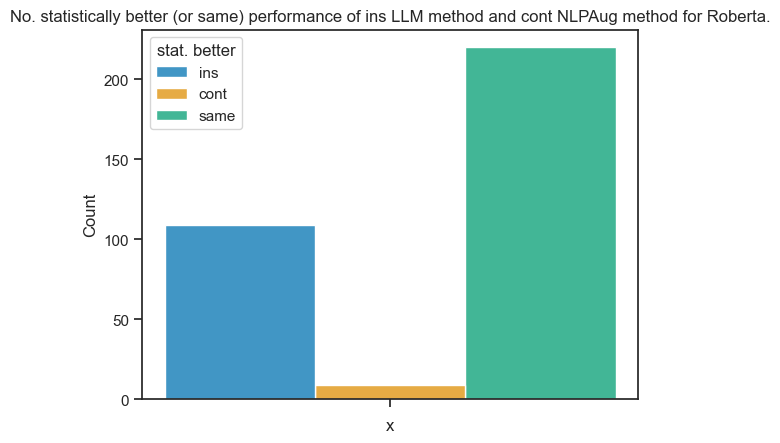 No. statistically better (or same) performance of ins LLM method and cont NLPAug method for Roberta.
stat. better
ins
cont
same
200
150
100
50
0
Count
x